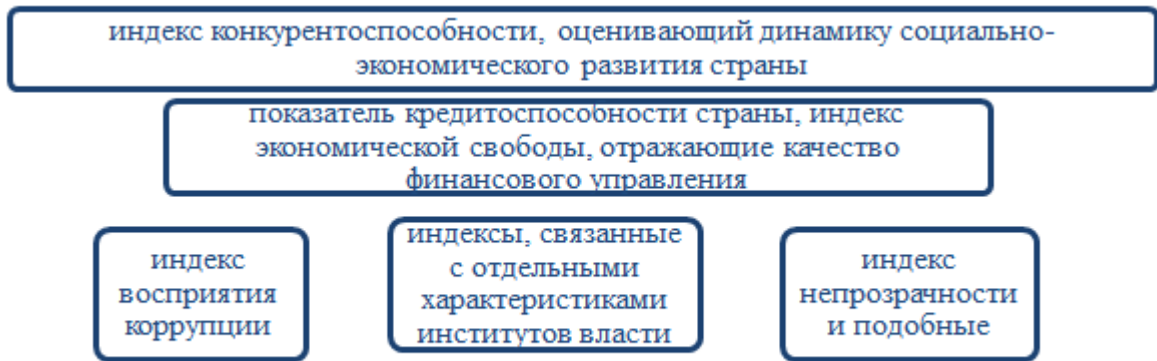 индекс конкурентоспособности, оценивающий динамику социально-
экономического развития страны
показатель кредитоспособности страны, индекс
экономической свободы, отражающие качество
финансового управления
индекс
восприятия
коррупции
индексы, связанные
с отдельными
характеристиками
институтов власти
индекс
непрозрачности
и подобные